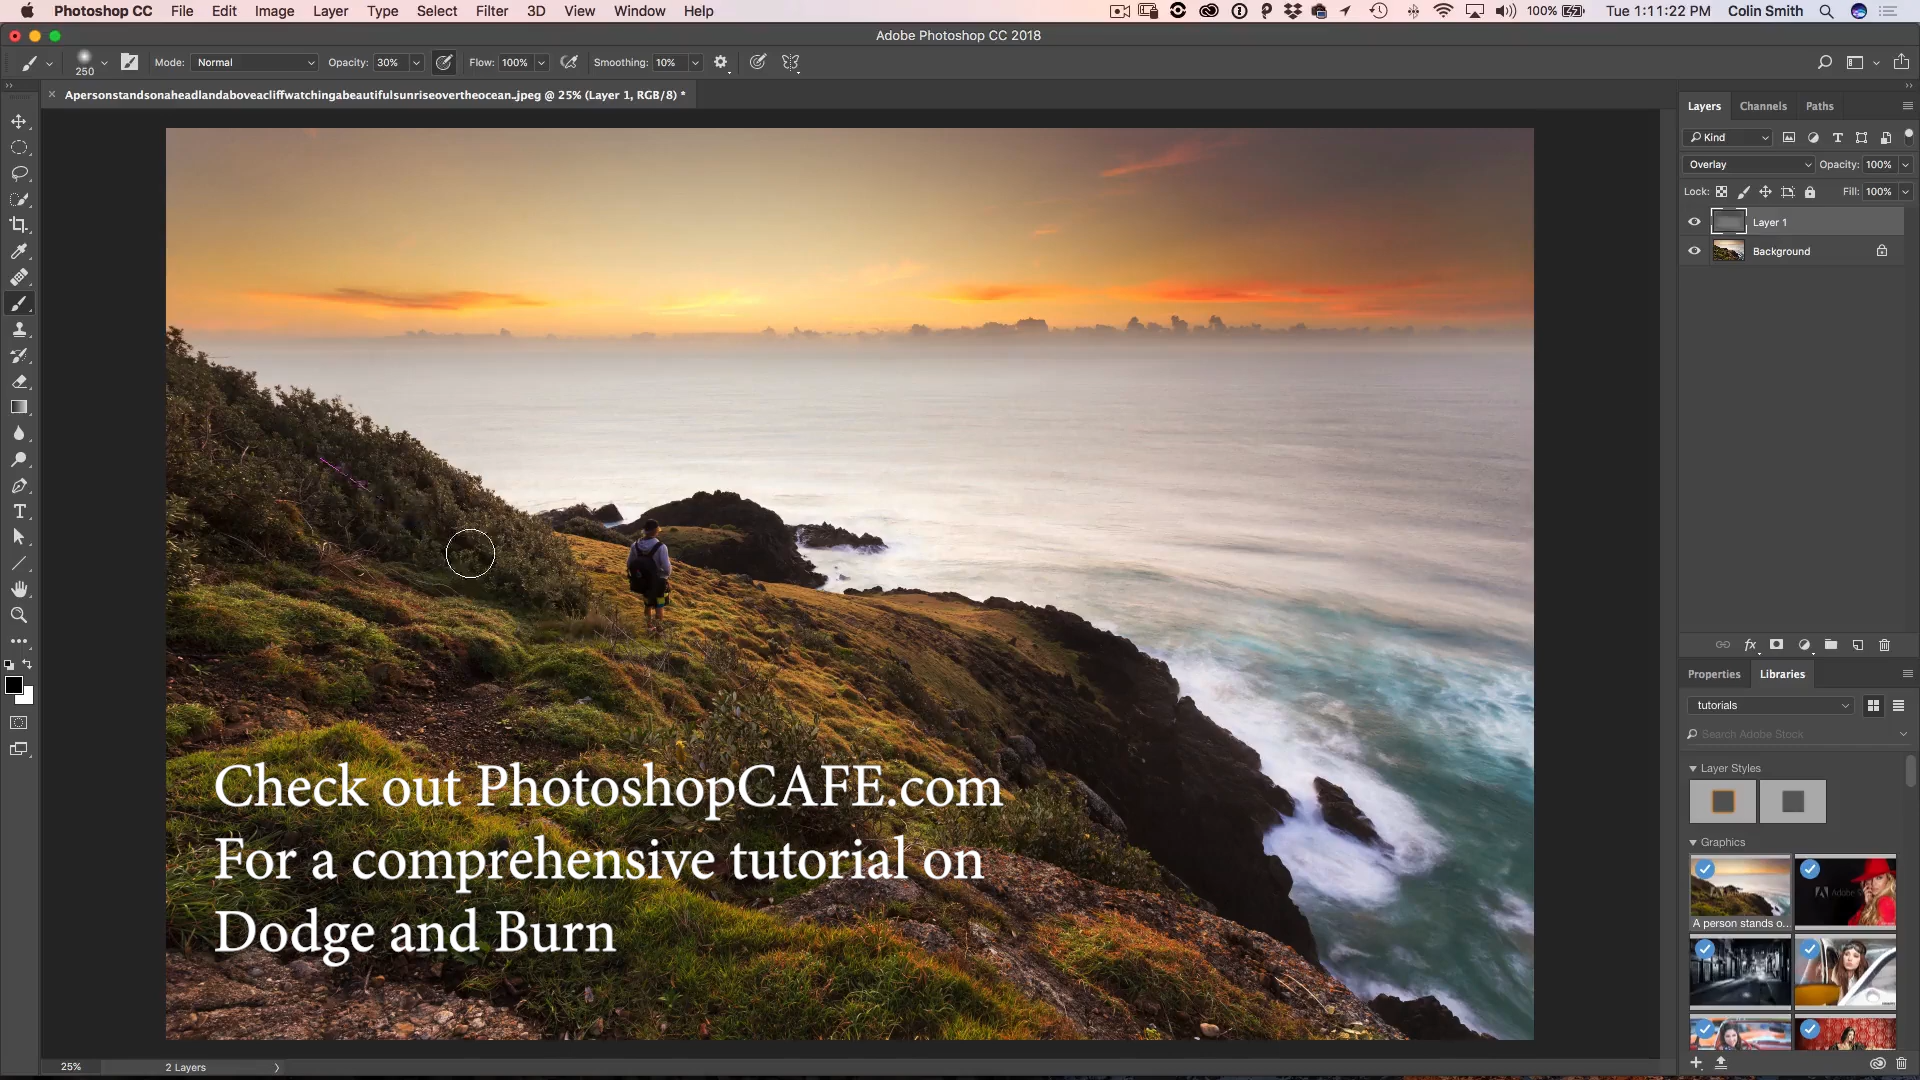 Photoshop CC File Edit Image Layer Type Select Filter 3D View Window Help 100% Tue 1:11:22 PM Colin Smith
Adobe Photoshop CC 2018
250 Mode: Normal Opacity: 30% Flow: 100% Smoothing: 10%
Apersonstandsonaheadlandaboveacliffwatchingabeautifulsunriseovertheocean..jpeg @ 25% (Layer 1, RGB/8) *
Layers Channels Paths
Kind
Overlay Opacity: 100%
Lock: Fill: 100%
Layer 1
Background
fx
Properties Libraries
tutorials
Search Adobe Stock
Layer Styles
Graphics
A person stands o...
Check out PhotoshopCAFE.com
For a comprehensive tutorial on
Dodge and Burn
25% 2 Layers